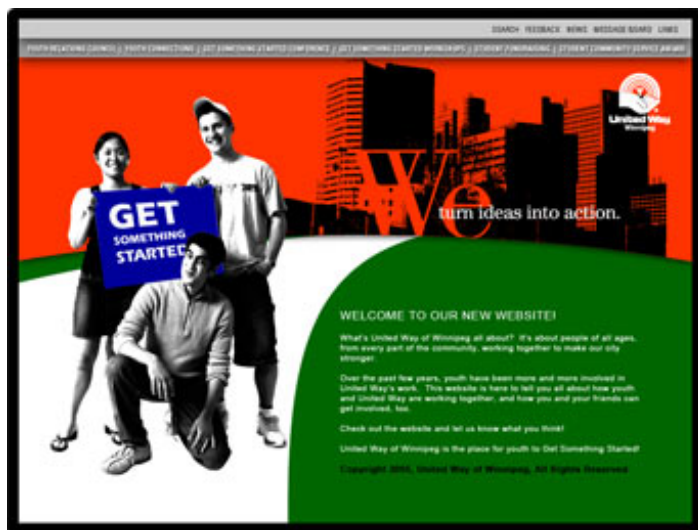 SEARCH FEEDBACK NEWS MESSAGE BOARD LINKS
YOUTH RELATIONS COUNCIL | YOUTH CONNECTIONS | GET SOMETHING STARTED CONFERENCE | GET SOMETHING STARTED WORKSHOPS | STUDENT FUNDRAISING | STUDENT COMMUNITY SERVICE AWARD
United Way
Winnipeg
We
turn ideas into action.
GET
SOMETHING
STARTED
WELCOME TO OUR NEW WEBSITE!
What's United Way of Winnipeg all about? It's about people of all ages,
from every part of the community, working together to make our city
stronger.
Over the past few years, youth have been more and more involved in
United Way's work. This website is here to tell you all about how youth
and United Way are working together, and how you and your friends can
get involved, too.
Check out the website and let us know what you think!
United Way of Winnipeg is the place for youth to Get Something Started!
Copyright 2005, United Way of Winnipeg, All Rights Reserved